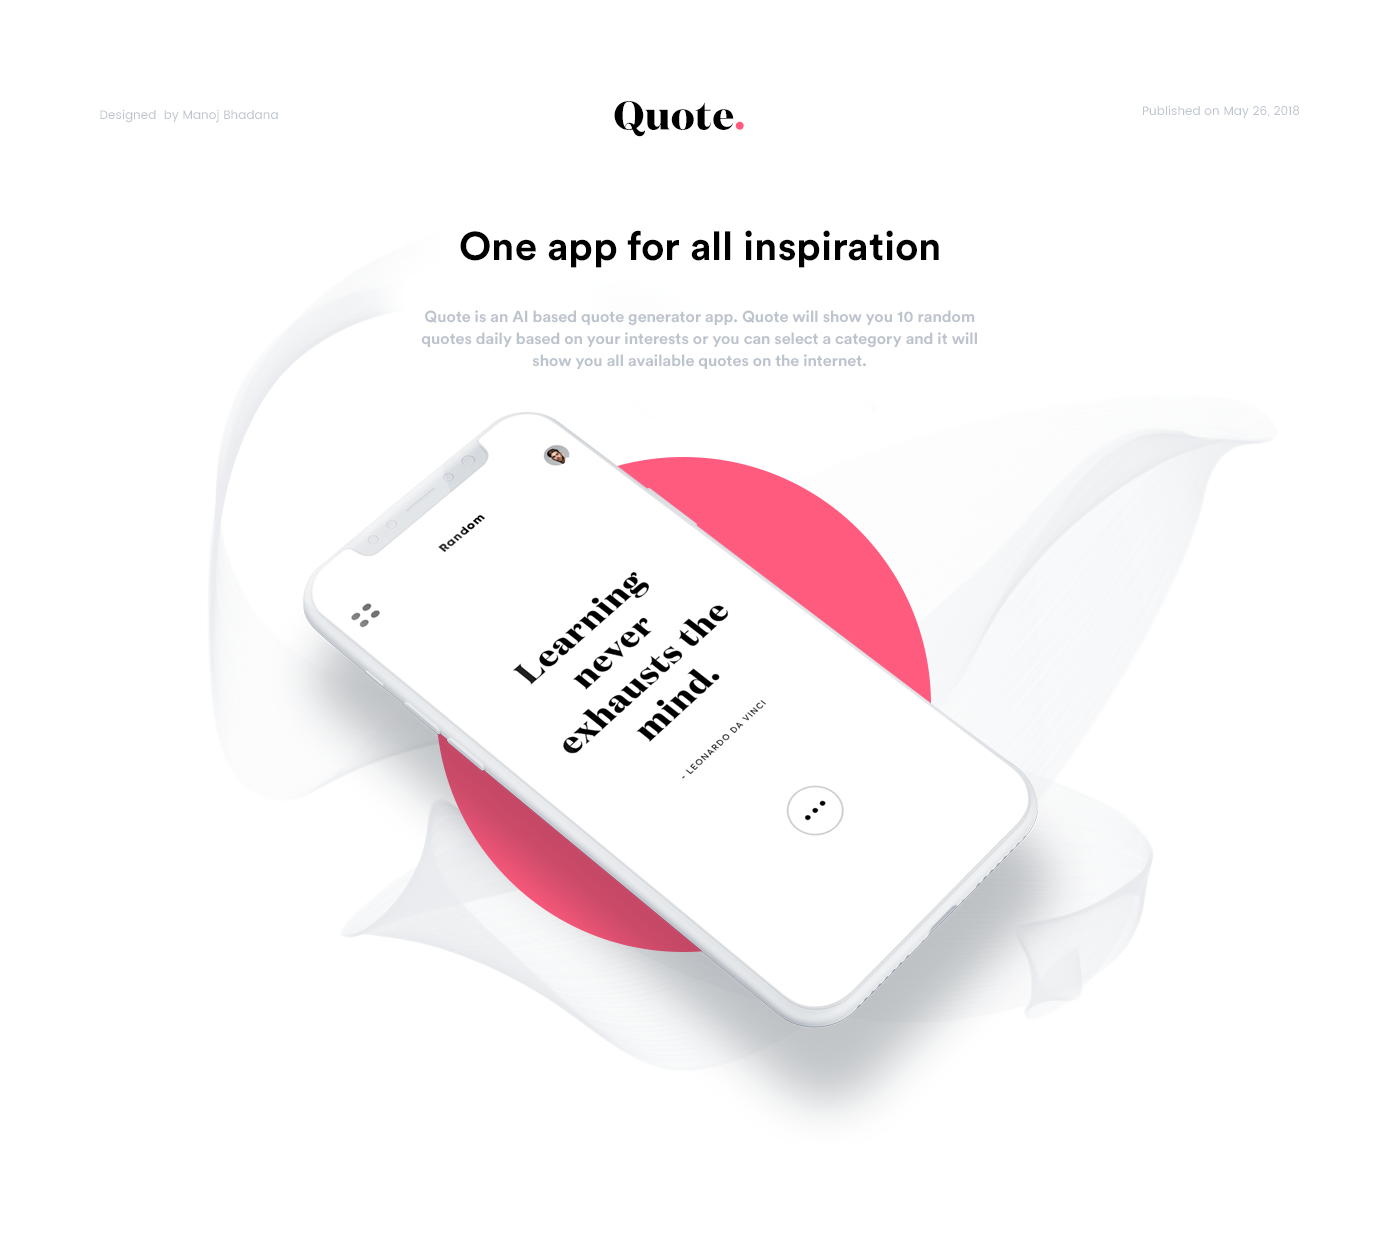 Designed by Manoj Bhadana
Quote.
Published on May 26, 2018
One app for all inspiration
Quote is an AI based quote generator app. Quote will show you 10 random
quotes daily based on your interests or you can select a category and it will
show you all available quotes on the internet.
Random
Learning
never
exhausts the
mind.
- LEONARDO DA VINCI